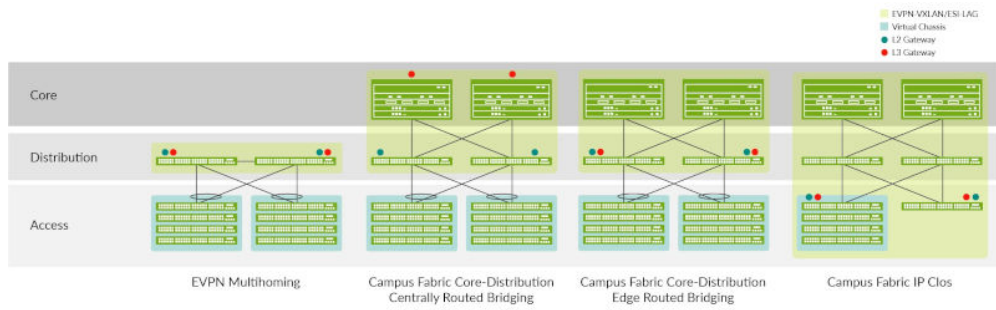 EVPN-VXLAN/ESI-LAG
Virtual Chassis
L2 Gateway
L3 Gateway
Core
Distribution
Access
EVPN Multihoming
Campus Fabric Core-Distribution
Centrally Routed Bridging
Campus Fabric Core-Distribution
Edge Routed Bridging
Campus Fabric IP Clos